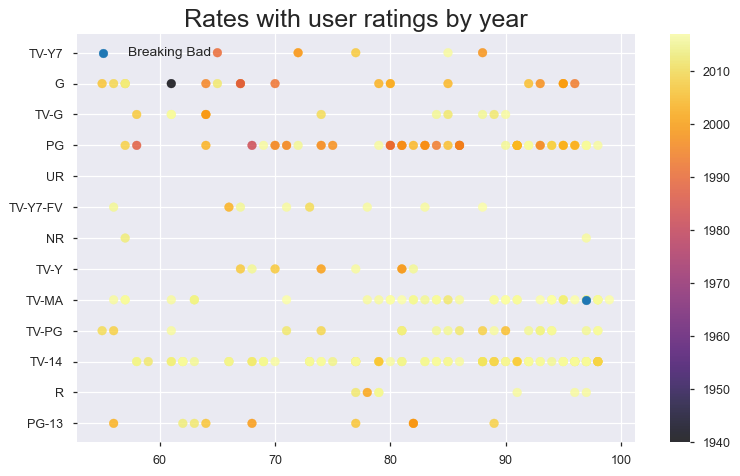 Rates with user ratings by year
TV-Y7
G
TV-G
PG
UR
TV-Y7-FV
NR
TV-Y
TV-MA
TV-PG
TV-14
R
PG-13
Breaking Bad
60 70 80 90 100
2010
2000
1990
1980
1970
1960
1950
1940